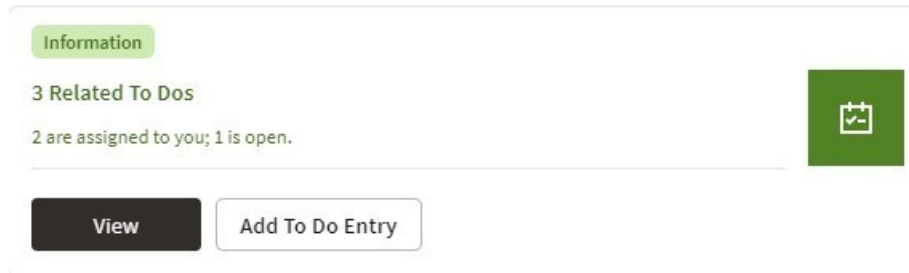 Information
3 Related To Dos
2 are assigned to you; 1 is open.
View
Add To Do Entry